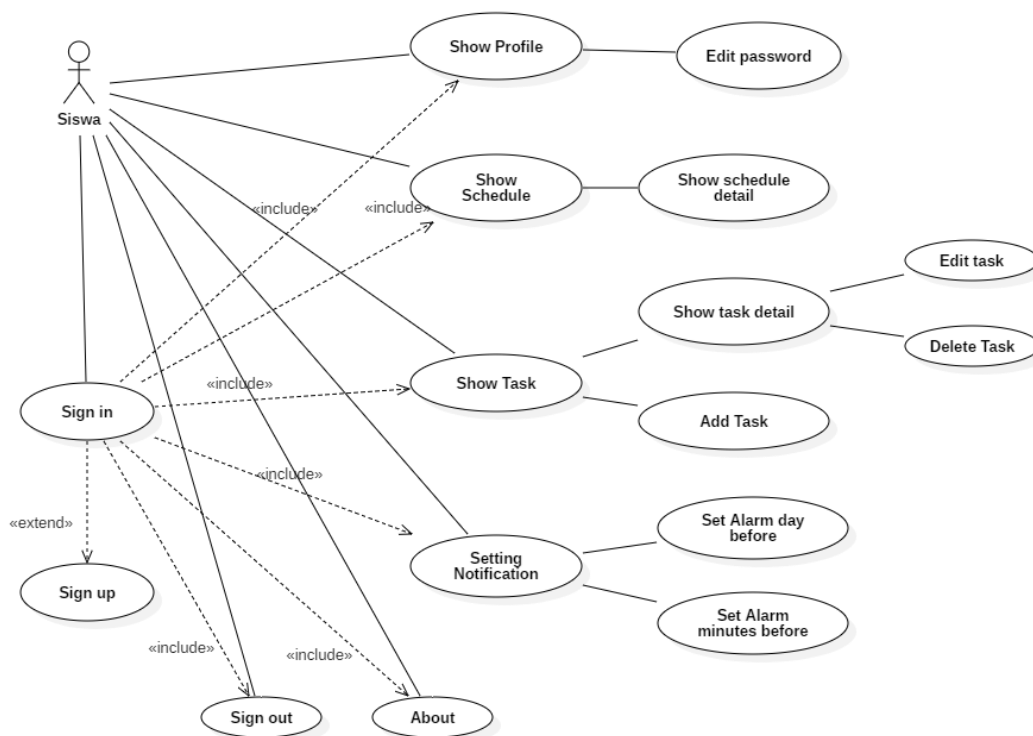 Show Profile
Edit password
Siswa
Show
Schedule
Show schedule
detail
«include»
«include»
Edit task
Show task detail
Delete Task
Show Task
«include»
Sign in
Add Task
«include»
Set Alarm day
before
«extend»
Setting
Notification
Sign up
Set Alarm
minutes before
«include»
«include»
Sign out
About